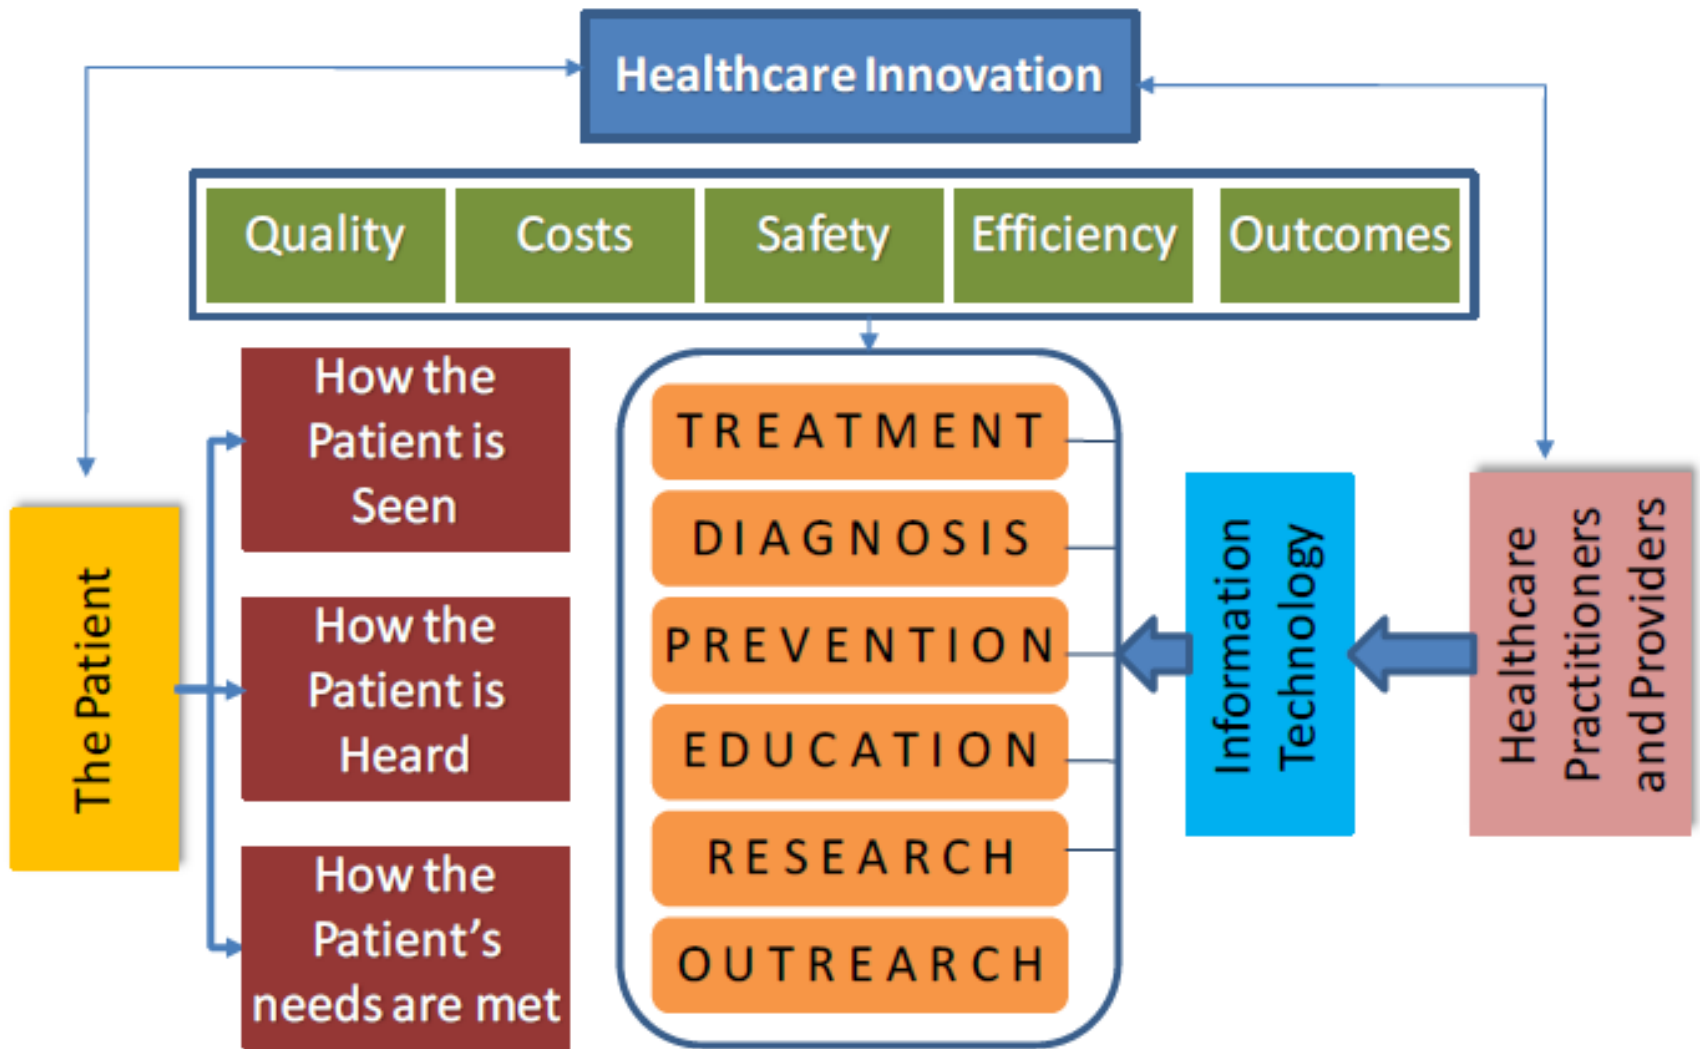 Healthcare Innovation
Quality
Costs
Safety
Efficiency
Outcomes
The Patient
How the
Patient is
Seen
How the
Patient is
Heard
How the
Patient's
needs are met
TREATMENT
DIAGNOSIS
PREVENTION
EDUCATION
RESEARCH
OUTREARCH
Information
Technology
Healthcare
Practitioners
and Providers